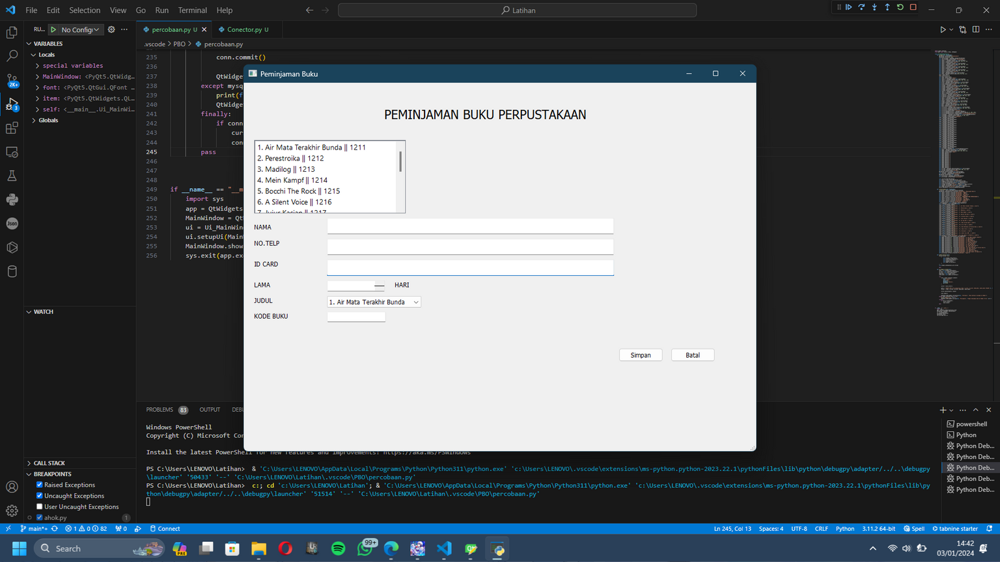 File Edit Selection View Go Run Terminal Help
Latihan
RU... No Configu
percobaan.py U
Conector.py U
.vscode > PBO > percobaan.py
VARIABLES
Locals
special variables
MainWindow: <PyQt5.QtWidg...
font: <PyQt5.QtGui.QFont ...
item: <PyQt5.QtWidgets.QL...
self: <__main__.Ui_MainWi...
Globals
WATCH
CALL STACK
BREAKPOINTS
Raised Exceptions
Uncaught Exceptions
User Uncaught Exceptions
ahok.py 1
2K+
3
235 conn.commit()
236
237 QtWidget
238 except mysq
239 print(f
240 QtWidget
241 finally:
242 if conn
243 cur
244 con
245 pass
246
247
248
249 if __name__ == "__m
250 import sys
251 app = QtWidgets
252 MainWindow = Qt
253 ui = Ui_MainWin
254 ui.setupUi(Main
255 MainWindow.show
256 sys.exit(app.ex
Peminjaman Buku
PEMINJAMAN BUKU PERPUSTAKAAN
1. Air Mata Terakhir Bunda || 1211
2. Perestroika || 1212
3. Madilog || 1213
4. Mein Kampf || 1214
5. Bocchi The Rock || 1215
6. A Silent Voice || 1216
7. Jujur Kacian || 1217
NAMA
NO.TELP
ID CARD
LAMA HARI
JUDUL 1. Air Mata Terakhir Bunda
KODE BUKU
Simpan Batal
PROBLEMS 83 OUTPUT DEBU
Windows PowerShell
Copyright (C) Microsoft Cor
Install the latest PowerShell for new features and improvements! https://aka.ms/PSWindows
PS C:\Users\LENOVO\Latihan> & 'C:\Users\LENOVO\AppData\Local\Programs\Python\Python311\python.exe' 'c:\Users\LENOVO\.vscode\extensions\ms-python.python-2023.22.1\pythonFiles\lib\python\debugpy\adapter/../..\debugpy
\launcher' '50433' '--' 'C:\Users\LENOVO\Latihan\.vscode\PBO\percobaan.py'
PS C:\Users\LENOVO\Latihan> c:; cd 'c:\Users\LENOVO\Latihan'; & 'C:\Users\LENOVO\AppData\Local\Programs\Python\Python311\python.exe' 'c:\Users\LENOVO\.vscode\extensions\ms-python.python-2023.22.1\pythonFiles\lib\py
thon\debugpy\adapter/../..\debugpy\launcher' '51514' '--' 'C:\Users\LENOVO\Latihan\.vscode\PBO\percobaan.py'
powershell
Python
Python Deb...
Python Deb...
Python Deb...
Python Deb...
Python Deb...
main*+ 1 0 82 0 Connect
Ln 245, Col 13 Spaces: 4 UTF-8 CRLF Python 3.11.2 64-bit Spell tabnine starter
Search
PRE
99+
14:42
03/01/2024